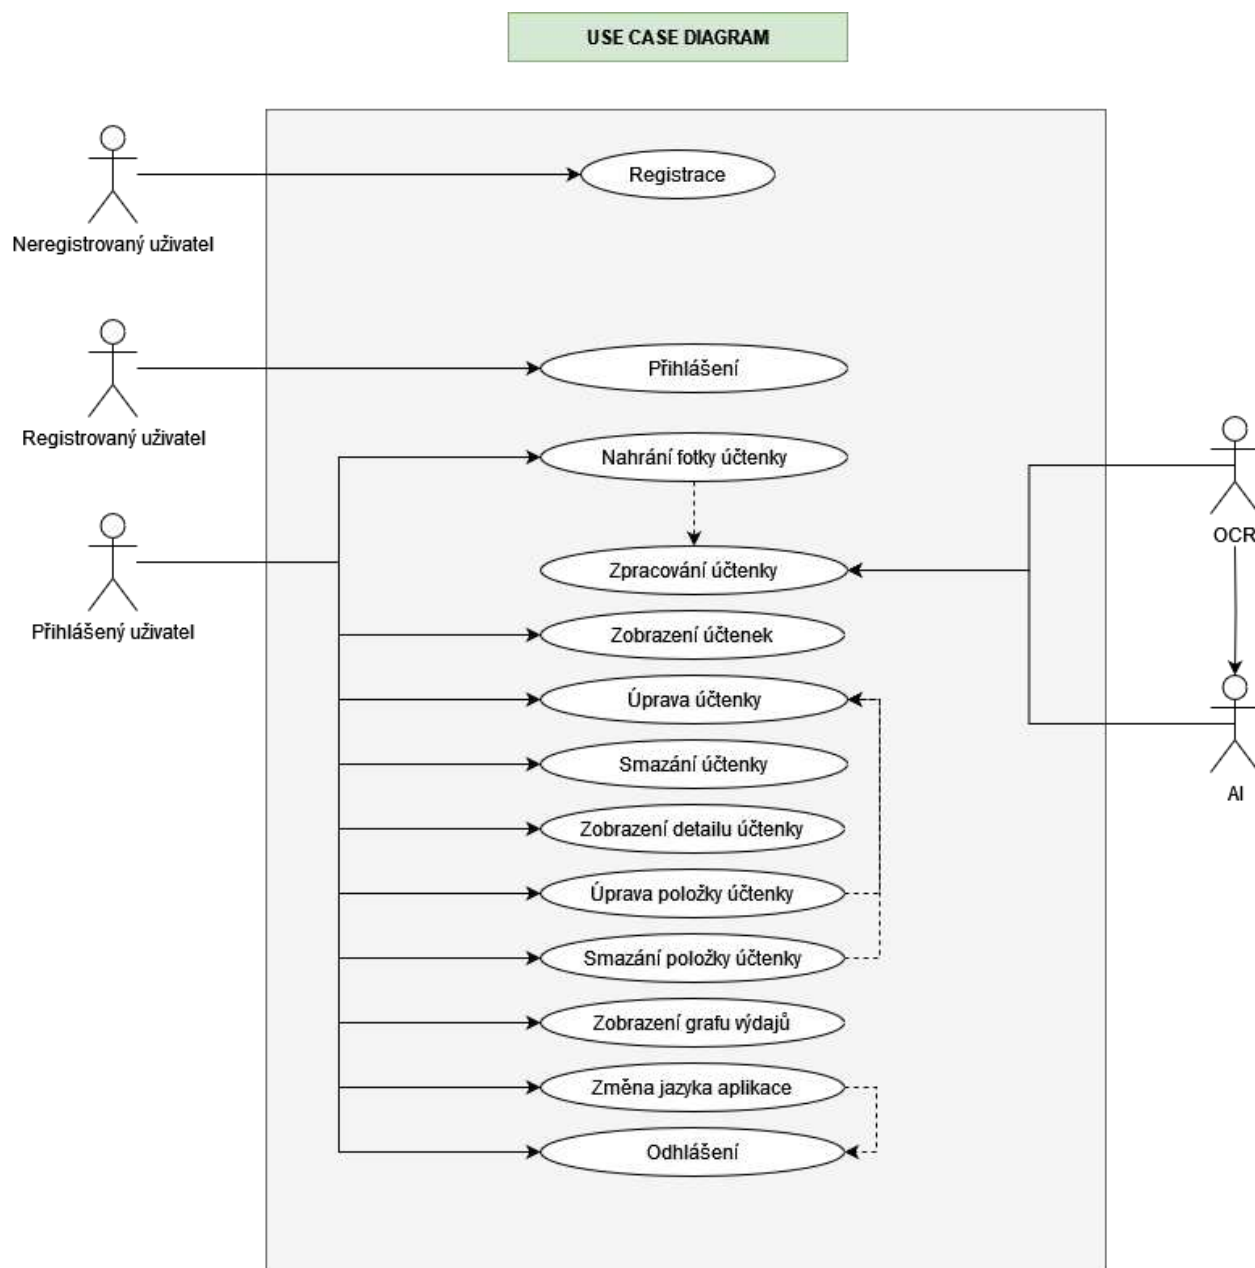 USE CASE DIAGRAM
Registrace
Neregistrovaný uživatel
Přihlášení
Registrovaný uživatel
Nahrání fotky účtenky
OCR
Zpracování účtenky
Přihlášený uživatel
Zobrazení účtenek
Úprava účtenky
Smazání účtenky
AI
Zobrazení detailu účtenky
Úprava položky účtenky
Smazání položky účtenky
Zobrazení grafu výdajů
Změna jazyka aplikace
Odhlášení